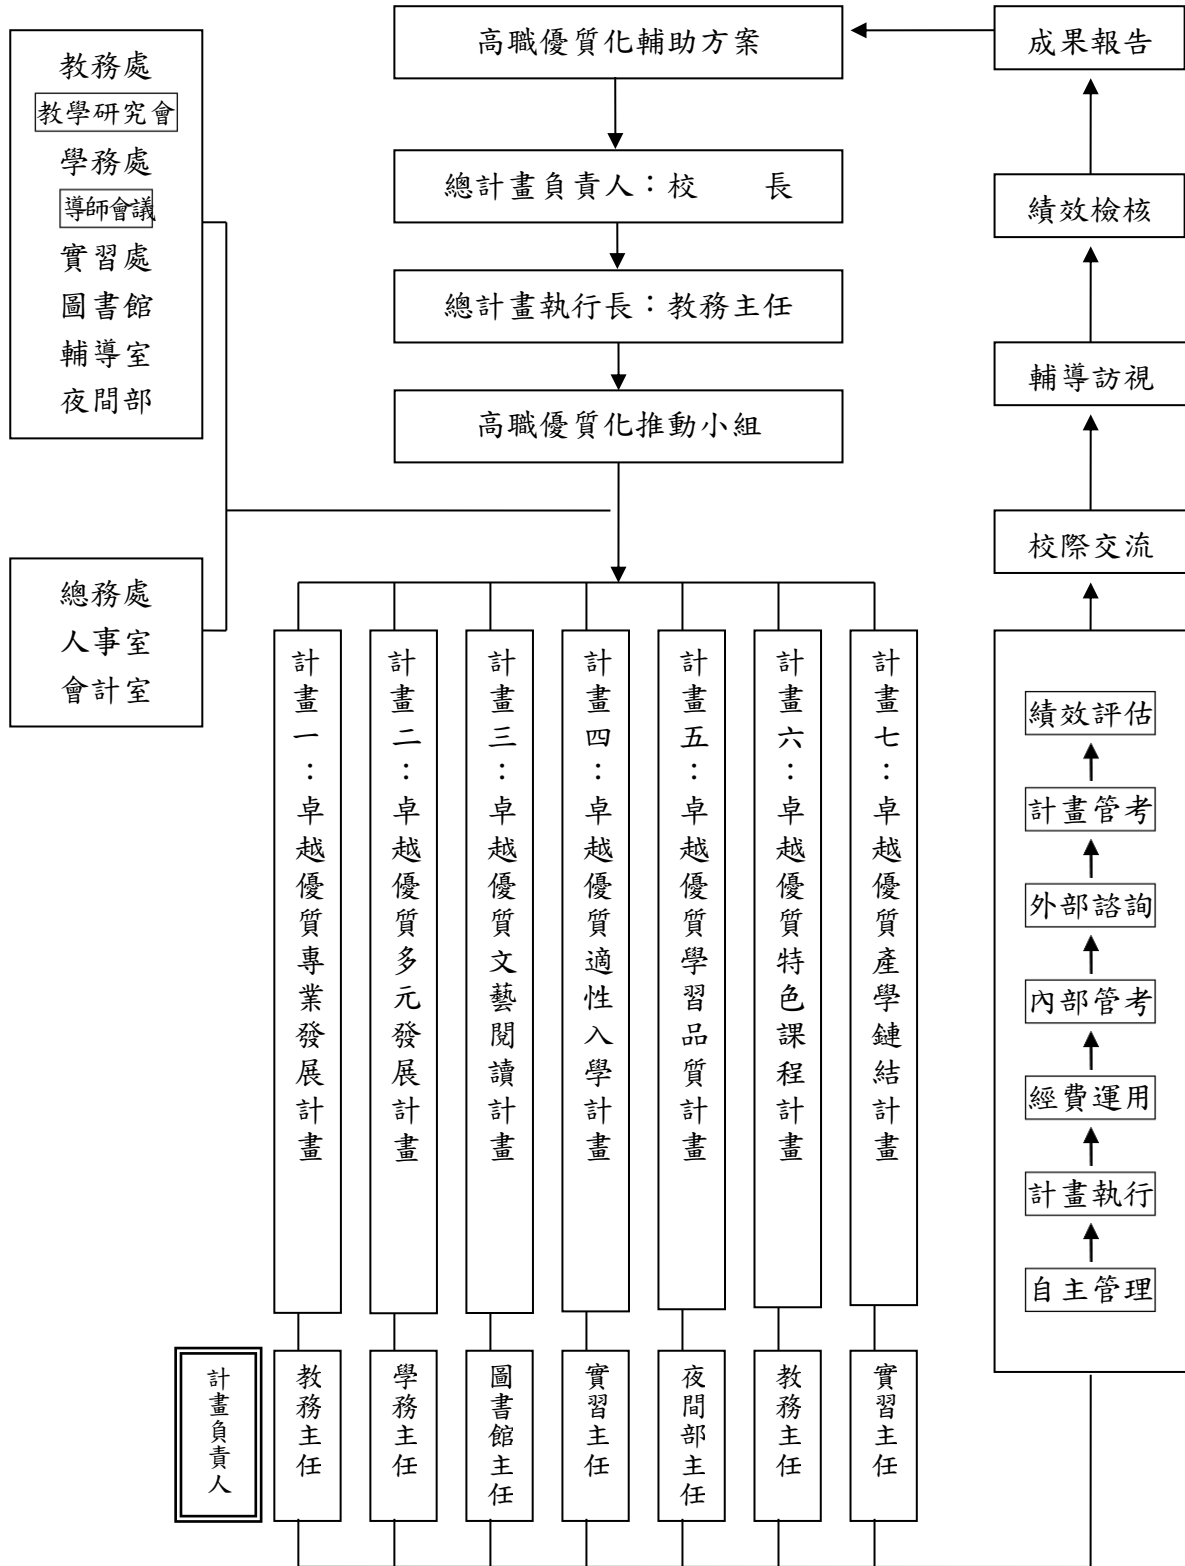 高職優質化輔助方案
成果報告
教務處
教學研究會
學務處
導師會議
實習處
圖書館
輔導室
夜間部
總計畫負責人：校　　長
績效檢核
總計畫執行長：教務主任
輔導訪視
高職優質化推動小組
校際交流
總務處
人事室
會計室
計畫一：卓越優質專業發展計畫
計畫二：卓越優質多元發展計畫
計畫三：卓越優質文藝閱讀計畫
計畫四：卓越優質適性入學計畫
計畫五：卓越優質學習品質計畫
計畫六：卓越優質特色課程計畫
計畫七：卓越優質產學鏈結計畫
績效評估
計畫管考
外部諮詢
內部管考
經費運用
計畫執行
自主管理
計畫負責人
教務主任
學務主任
圖書館主任
實習主任
夜間部主任
教務主任
實習主任